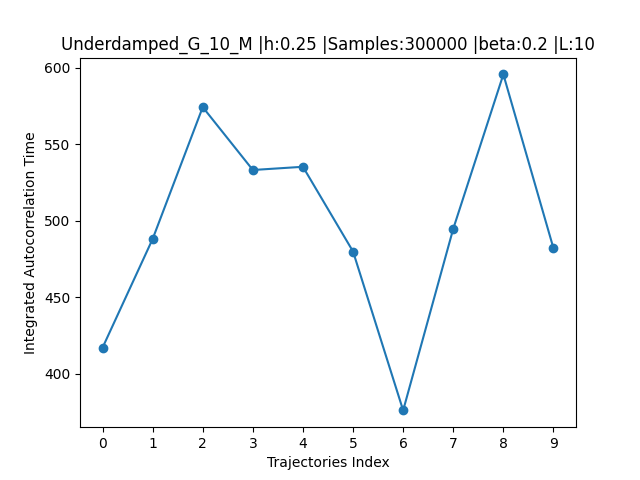 Underdamped_G_10_M |h:0.25 |Samples:300000 |beta:0.2 |L:10
600
550
500
450
400
Integrated Autocorrelation Time
0 1 2 3 4 5 6 7 8 9
Trajectories Index